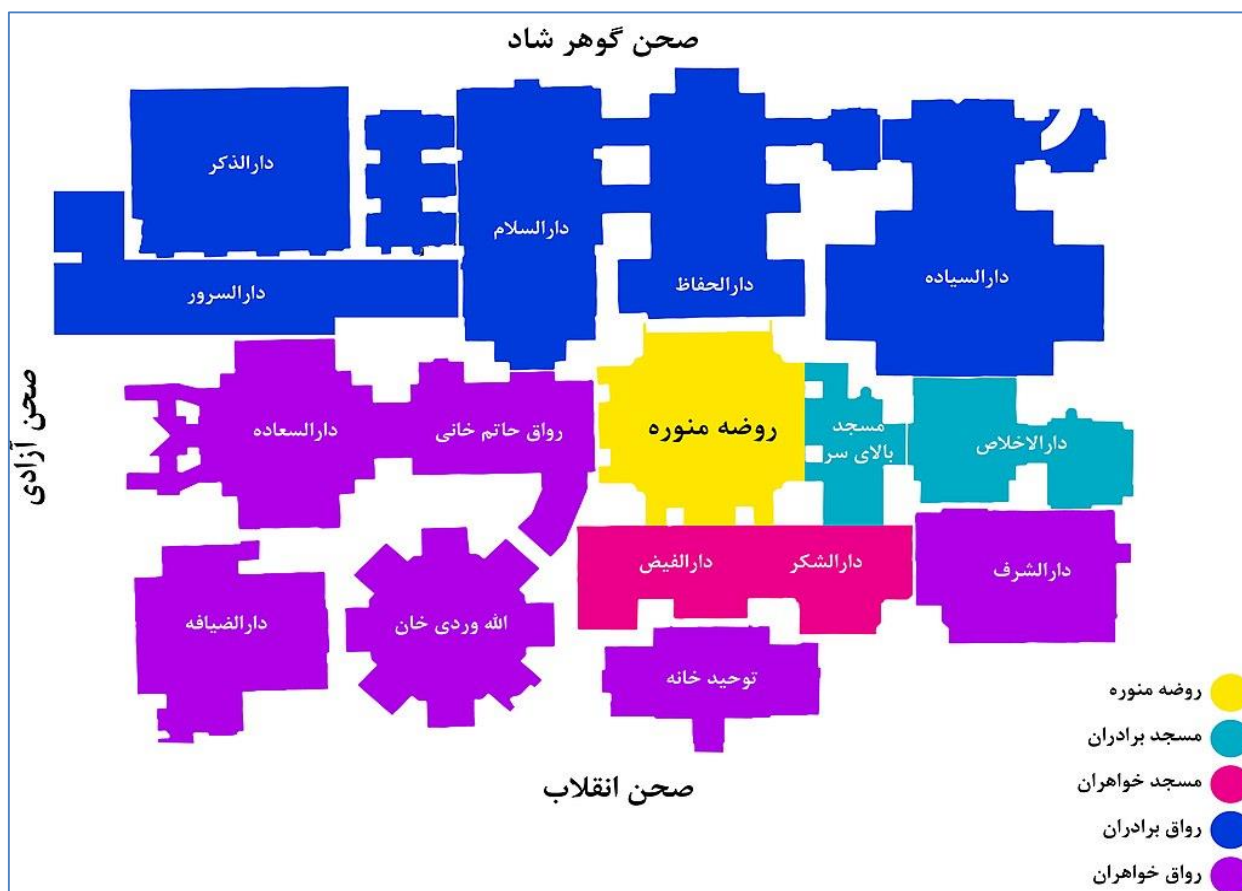 صحن گوهر شاد
دارالذکر
دارالسلام
دارالسیاده
دارالحفاظ
دارالسرور
صحن آزادی
دارالسعاده
رواق حاتم خانی
روضه منوره
مسجد
بالای سر
دارالاخلاص
دارالفیض
دارالشکر
دارالشرف
دارالضیافه
الله وردی خان
توحید خانه
صحن انقلاب
روضه منوره
مسجد برادران
مسجد خواهران
رواق برادران
رواق خواهران